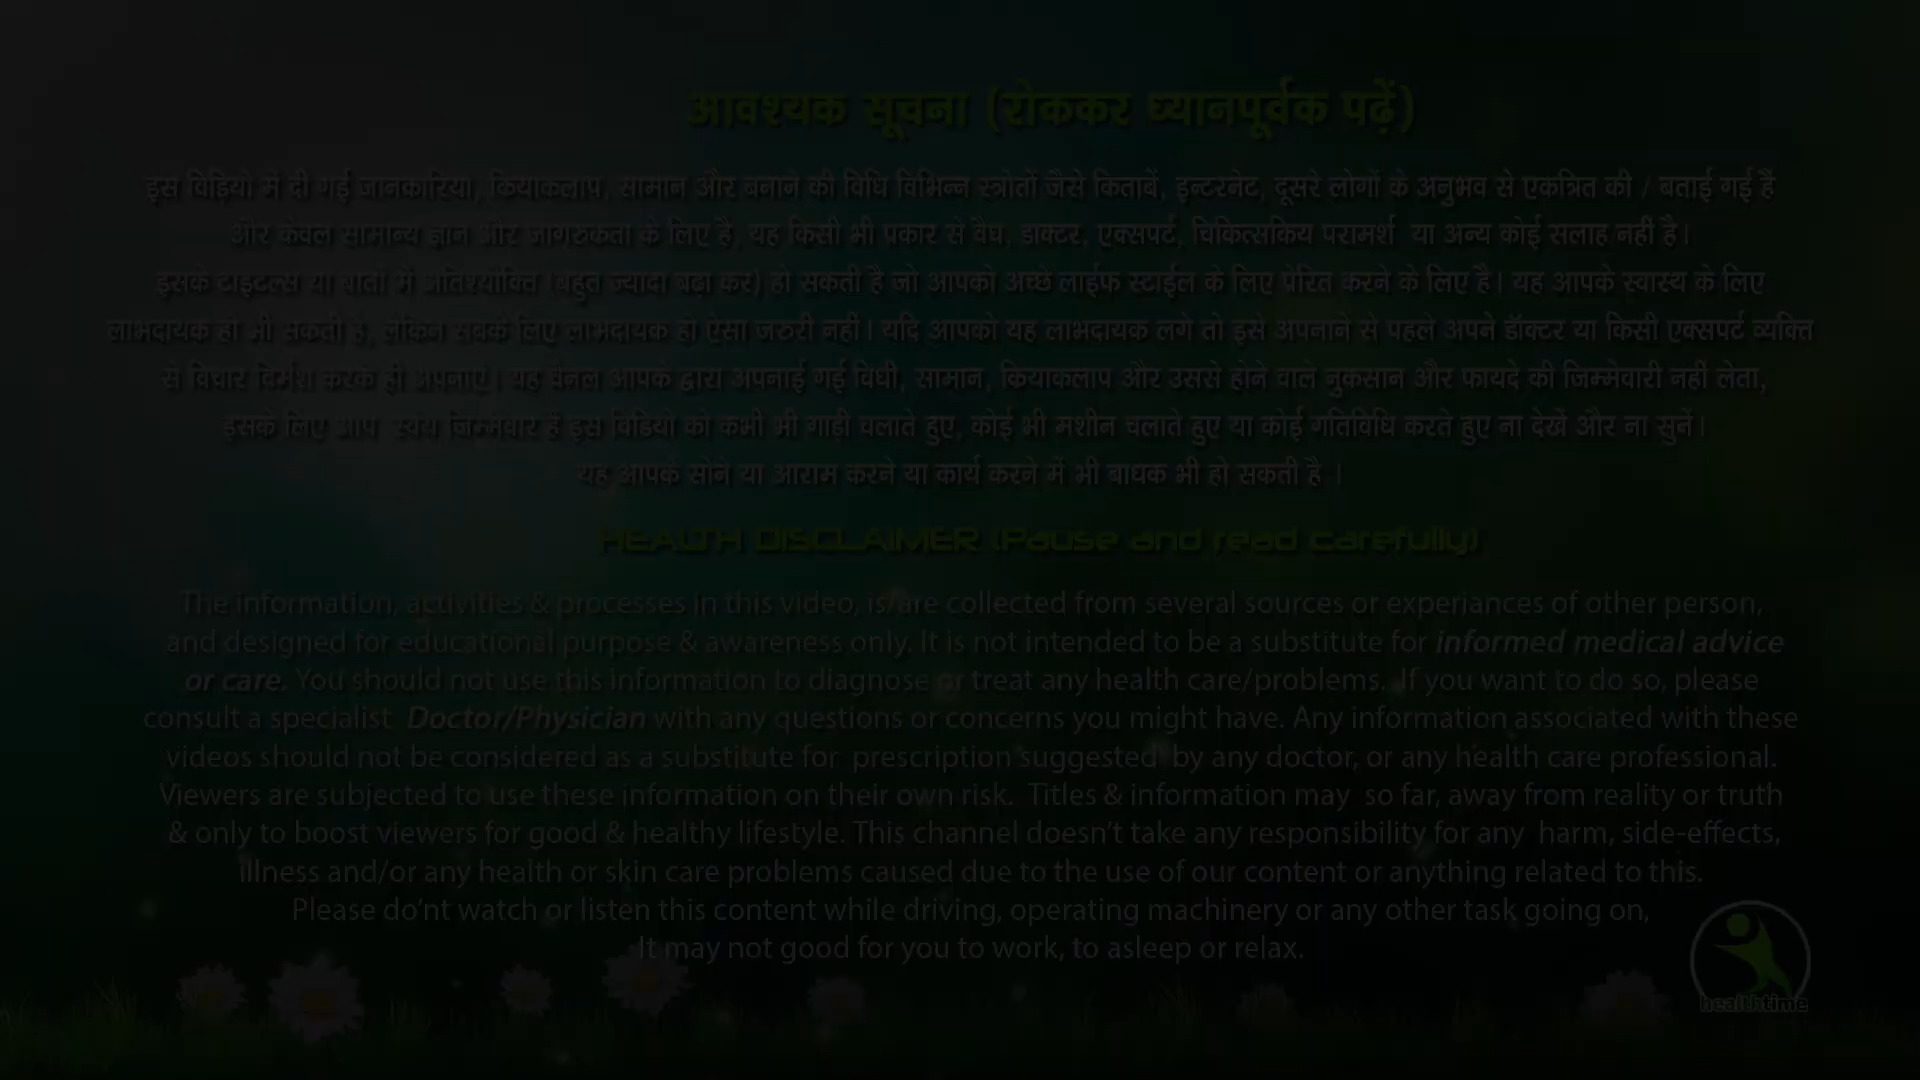 आवश्यक सूचना (रोककर ध्यानपूर्वक पढ़ें)
इस विडियो में दी गई जानकारिया, कियाकलाप, सामान और बनाने की विधि विभिन्न स्त्रोतों जैसे किताबें, इन्टरनेट, दूसरे लोगों के अनुभव से एकत्रित की / बताई गई हैं
और केवल सामान्य ज्ञान और जागरुकता के लिए है, यह किसी भी प्रकार से वैध, डाक्टर, एक्सपर्ट, चिकित्सकिय परामर्श या अन्य कोई सलाह नही है।
इसके टाइटल्स या बातों में अतिश्योक्ति (बहुत ज्यादा बढ़ा कर) हो सकती है जो आपको अच्छे लाईफ स्टाईल के लिए प्रेरित करने के लिए है। यह आपके स्वास्थ के लिए
लाभदायक हो भी सकती है, लेकिन सबके लिए लाभदायक हो ऐसा जरुरी नहीं। यदि आपको यह लाभदायक लगे तो इसे अपनाने से पहले अपने डॉक्टर या किसी एक्सपर्ट व्यक्ति
से विचार विर्मश करके ही अपनाएं। यह चैनल आपके द्वारा अपनाई गई विधी, सामान, कियाकलाप और उससे होने वाले नुकसान और फायदे की जिम्मेवारी नहीं लेता,
इसके लिए आप स्वयं जिम्मेवार हैं इस विडियो को कभी भी गाड़ी चलाते हुए, कोई भी मशीन चलाते हुए या कोई गतिविधि करते हुए ना देखें और ना सुनें।
यह आपके सोने या आराम करने या कार्य करने में भी बाधक भी हो सकती है ।
HEALTH DISCLAIMER (Pause and read carefully)
The information, activities & processes in this video, is/are collected from several sources or experiances of other person,
and designed for educational purpose & awareness only. It is not intended to be a substitute for informed medical advice
or care. You should not use this information to diagnose or treat any health care/problems. If you want to do so, please
consult a specialist Doctor/Physician with any questions or concerns you might have. Any information associated with these
videos should not be considered as a substitute for prescription suggested by any doctor, or any health care professional.
Viewers are subjected to use these information on their own risk. Titles & information may so far, away from reality or truth
& only to boost viewers for good & healthy lifestyle. This channel doesn't take any responsibility for any harm, side-effects,
illness and/or any health or skin care problems caused due to the use of our content or anything related to this.
Please do'nt watch or listen this content while driving, operating machinery or any other task going on,
It may not good for you to work, to asleep or relax.
healthtime